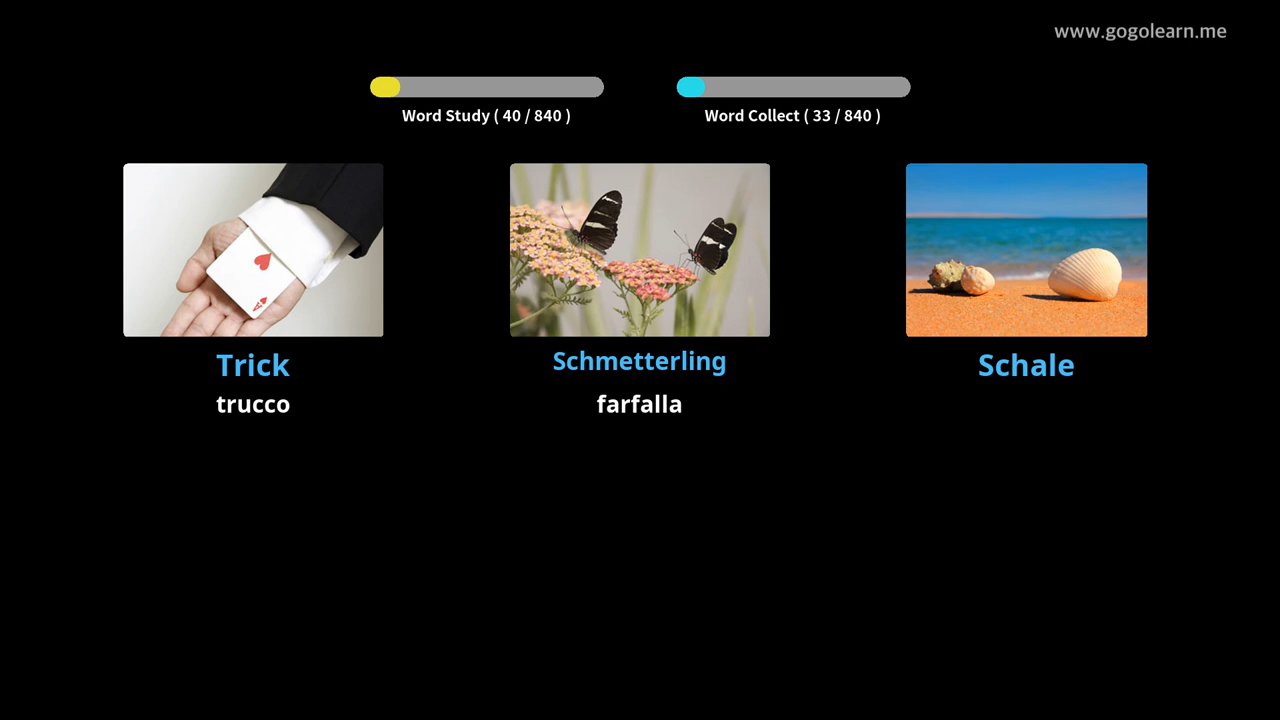 www.gogolearn.me
Word Study ( 40 / 840 )
Word Collect ( 33 / 840 )
Trick
trucco
Schmetterling
farfalla
Schale